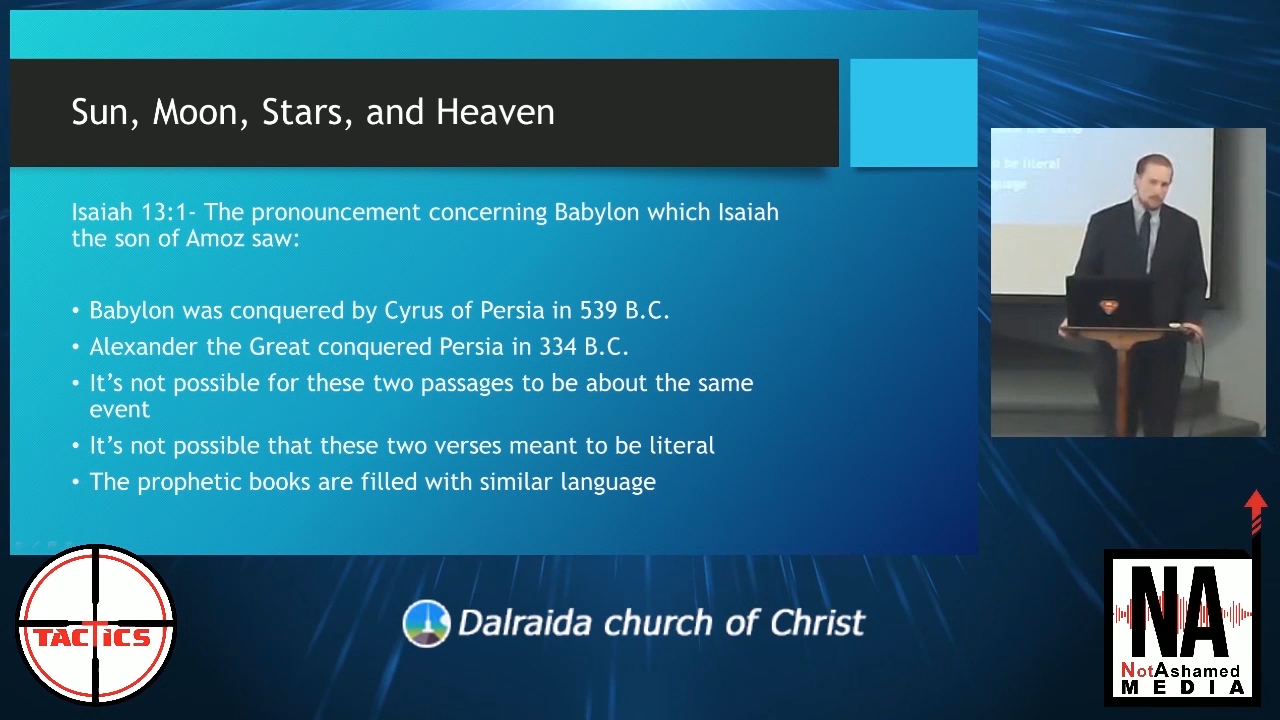 Sun, Moon, Stars, and Heaven
Isaiah 13:1- The pronouncement concerning Babylon which Isaiah
the son of Amoz saw:
• Babylon was conquered by Cyrus of Persia in 539 B.C.
• Alexander the Great conquered Persia in 334 B.C.
• It’s not possible for these two passages to be about the same
event
• It’s not possible that these two verses meant to be literal
• The prophetic books are filled with similar language
be literal
TACTICS
Dalraida church of Christ
NA
NotAshamed
MEDIA